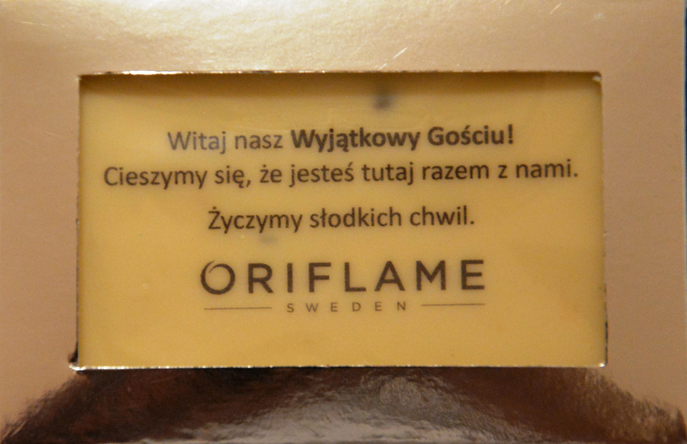 Witaj nasz Wyjątkowy Gościu!
Cieszymy się, że jesteś tutaj razem z nami.
Życzymy słodkich chwil.
ORIFLAME
SWEDEN